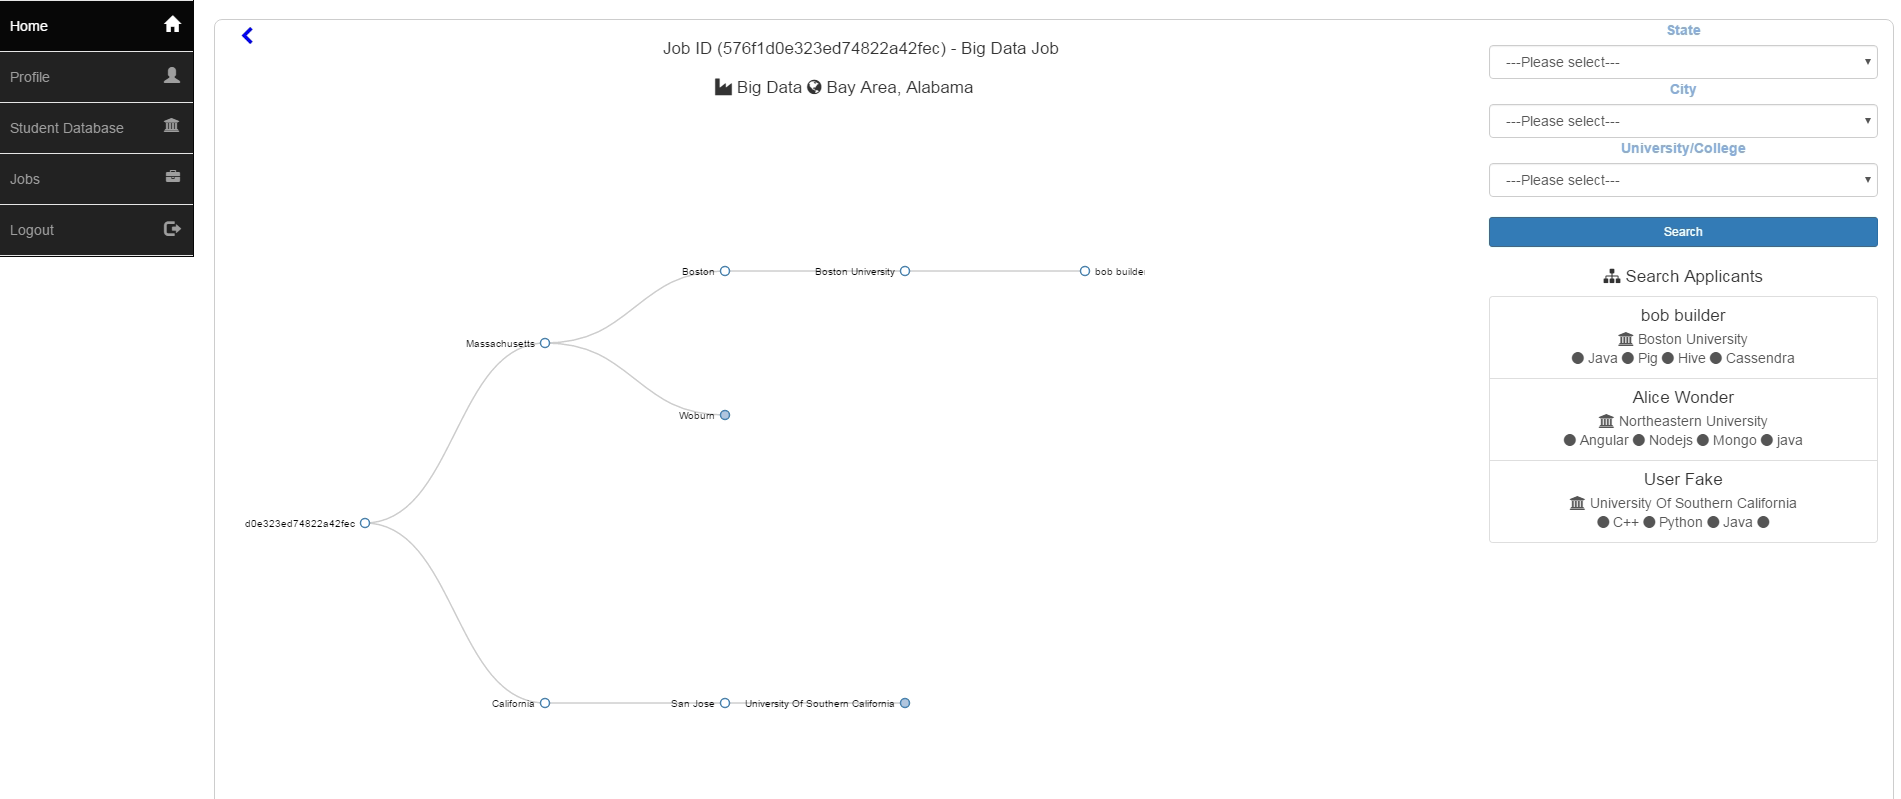 Home
Profile
Student Database
Jobs
Logout
Job ID (576f1d0e323ed74822a42fec) - Big Data Job
Big Data Bay Area, Alabama
Boston
Boston University
bob builde
Massachusetts
Woburn
d0e323ed74822a42fec
California
San Jose
University Of Southern California
State
---Please select---
City
---Please select---
University/College
---Please select---
Search
Search Applicants
bob builder
Boston University
Java Pig Hive Cassendra
Alice Wonder
Northeastern University
Angular Nodejs Mongo java
User Fake
University Of Southern California
C++ Python Java